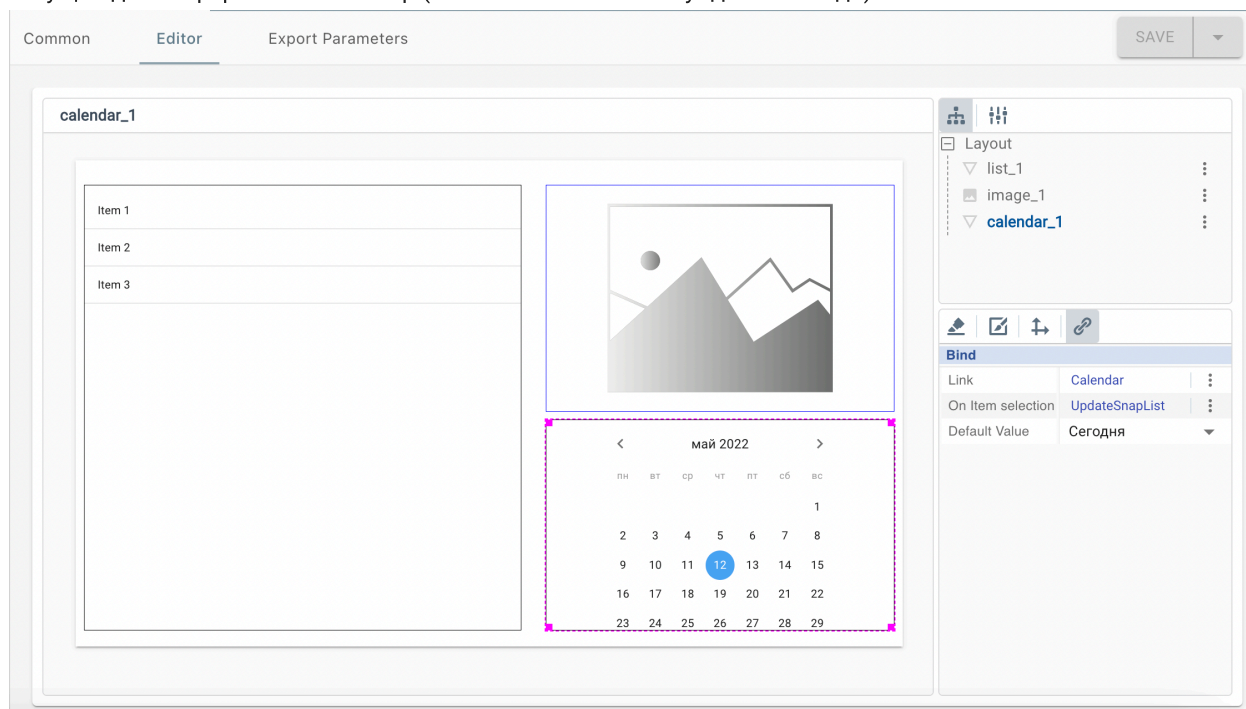 Common Editor Export Parameters SAVE
calendar_1
Layout
list_1
image_1
calendar_1
Item 1
Item 2
Item 3
май 2022
пн вт ср чт пт сб вс
1
2 3 4 5 6 7 8
9 10 11 12 13 14 15
16 17 18 19 20 21 22
23 24 25 26 27 28 29
Bind
Link Calendar
On Item selection UpdateSnapList
Default Value Сегодня